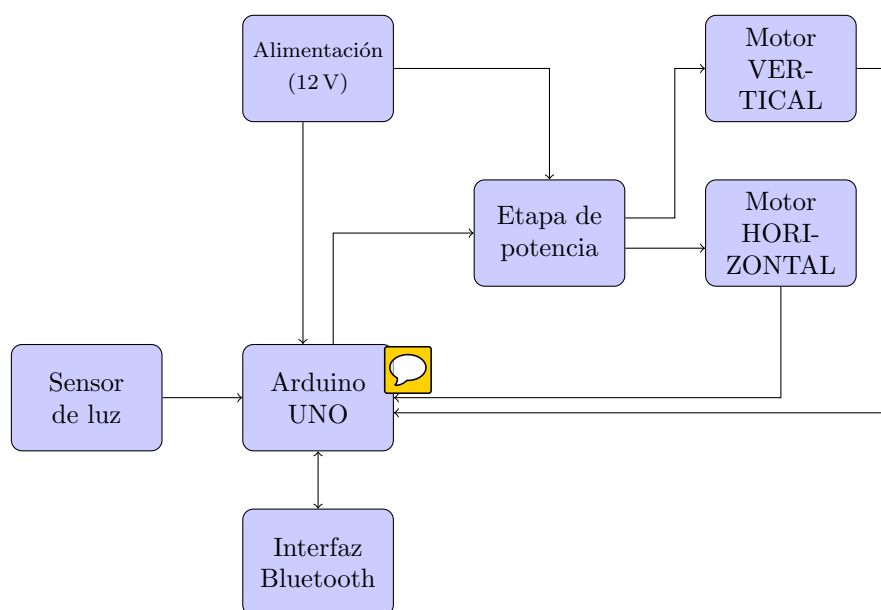 Alimentación
(12 V)
Motor
VER-
TICAL
Etapa de
potencia
Motor
HORI-
ZONTAL
Sensor
de luz
Arduino
UNO
Interfaz
Bluetooth